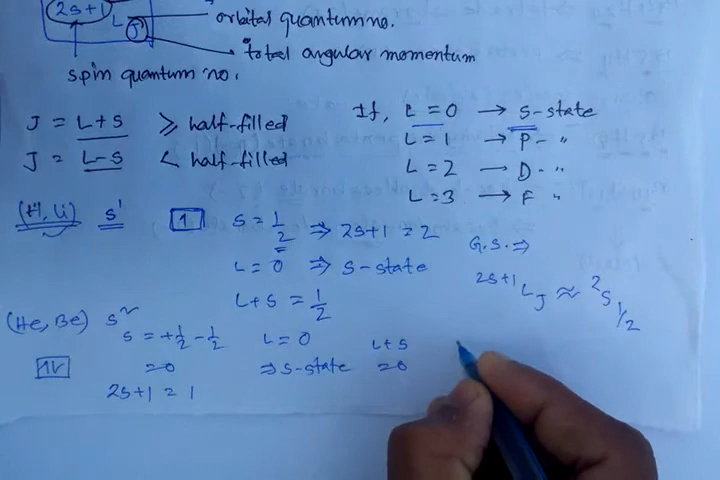 2s+1 L J → orbital quantum no.
→ total angular momentum
spin quantum no.
J = L+s ≥ half-filled
J = L-s < half-filled
If, L = 0 → S-state
L = 1 → P- "
L = 2 → D- "
L = 3 → F "
(H, Li) s¹ 1 s = 1/2 ⇒ 2s+1 = 2
L = 0 ⇒ s-state
L+s = 1/2
G.S. ⇒
2s+1 L J ≈ ²S 1/2
(He, Be) s² s = +1/2 - 1/2 L = 0 L+s
1↓ = 0 ⇒ s-state = 0
2s+1 = 1